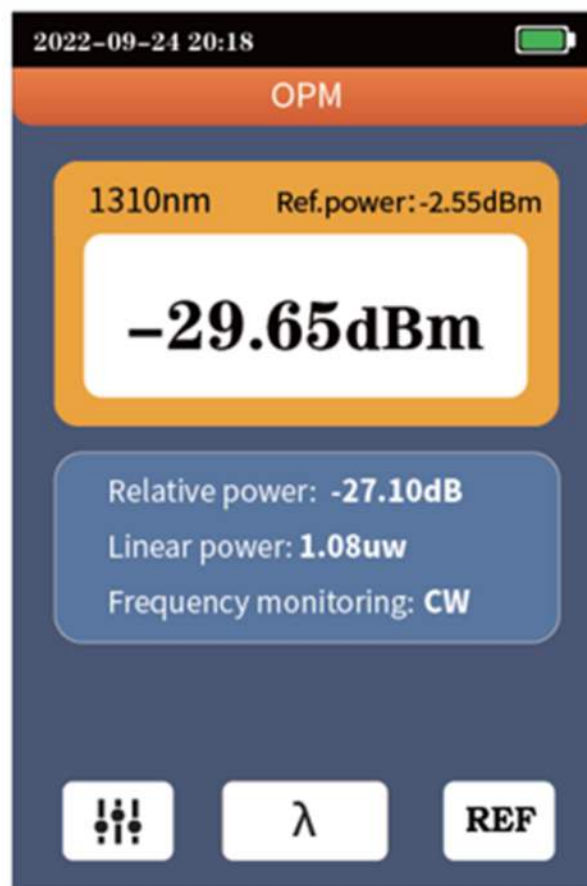 2022-09-24 20:18
OPM
1310nm Ref.power:-2.55dBm
-29.65dBm
Relative power: -27.10dB
Linear power: 1.08uw
Frequency monitoring: CW
λ REF